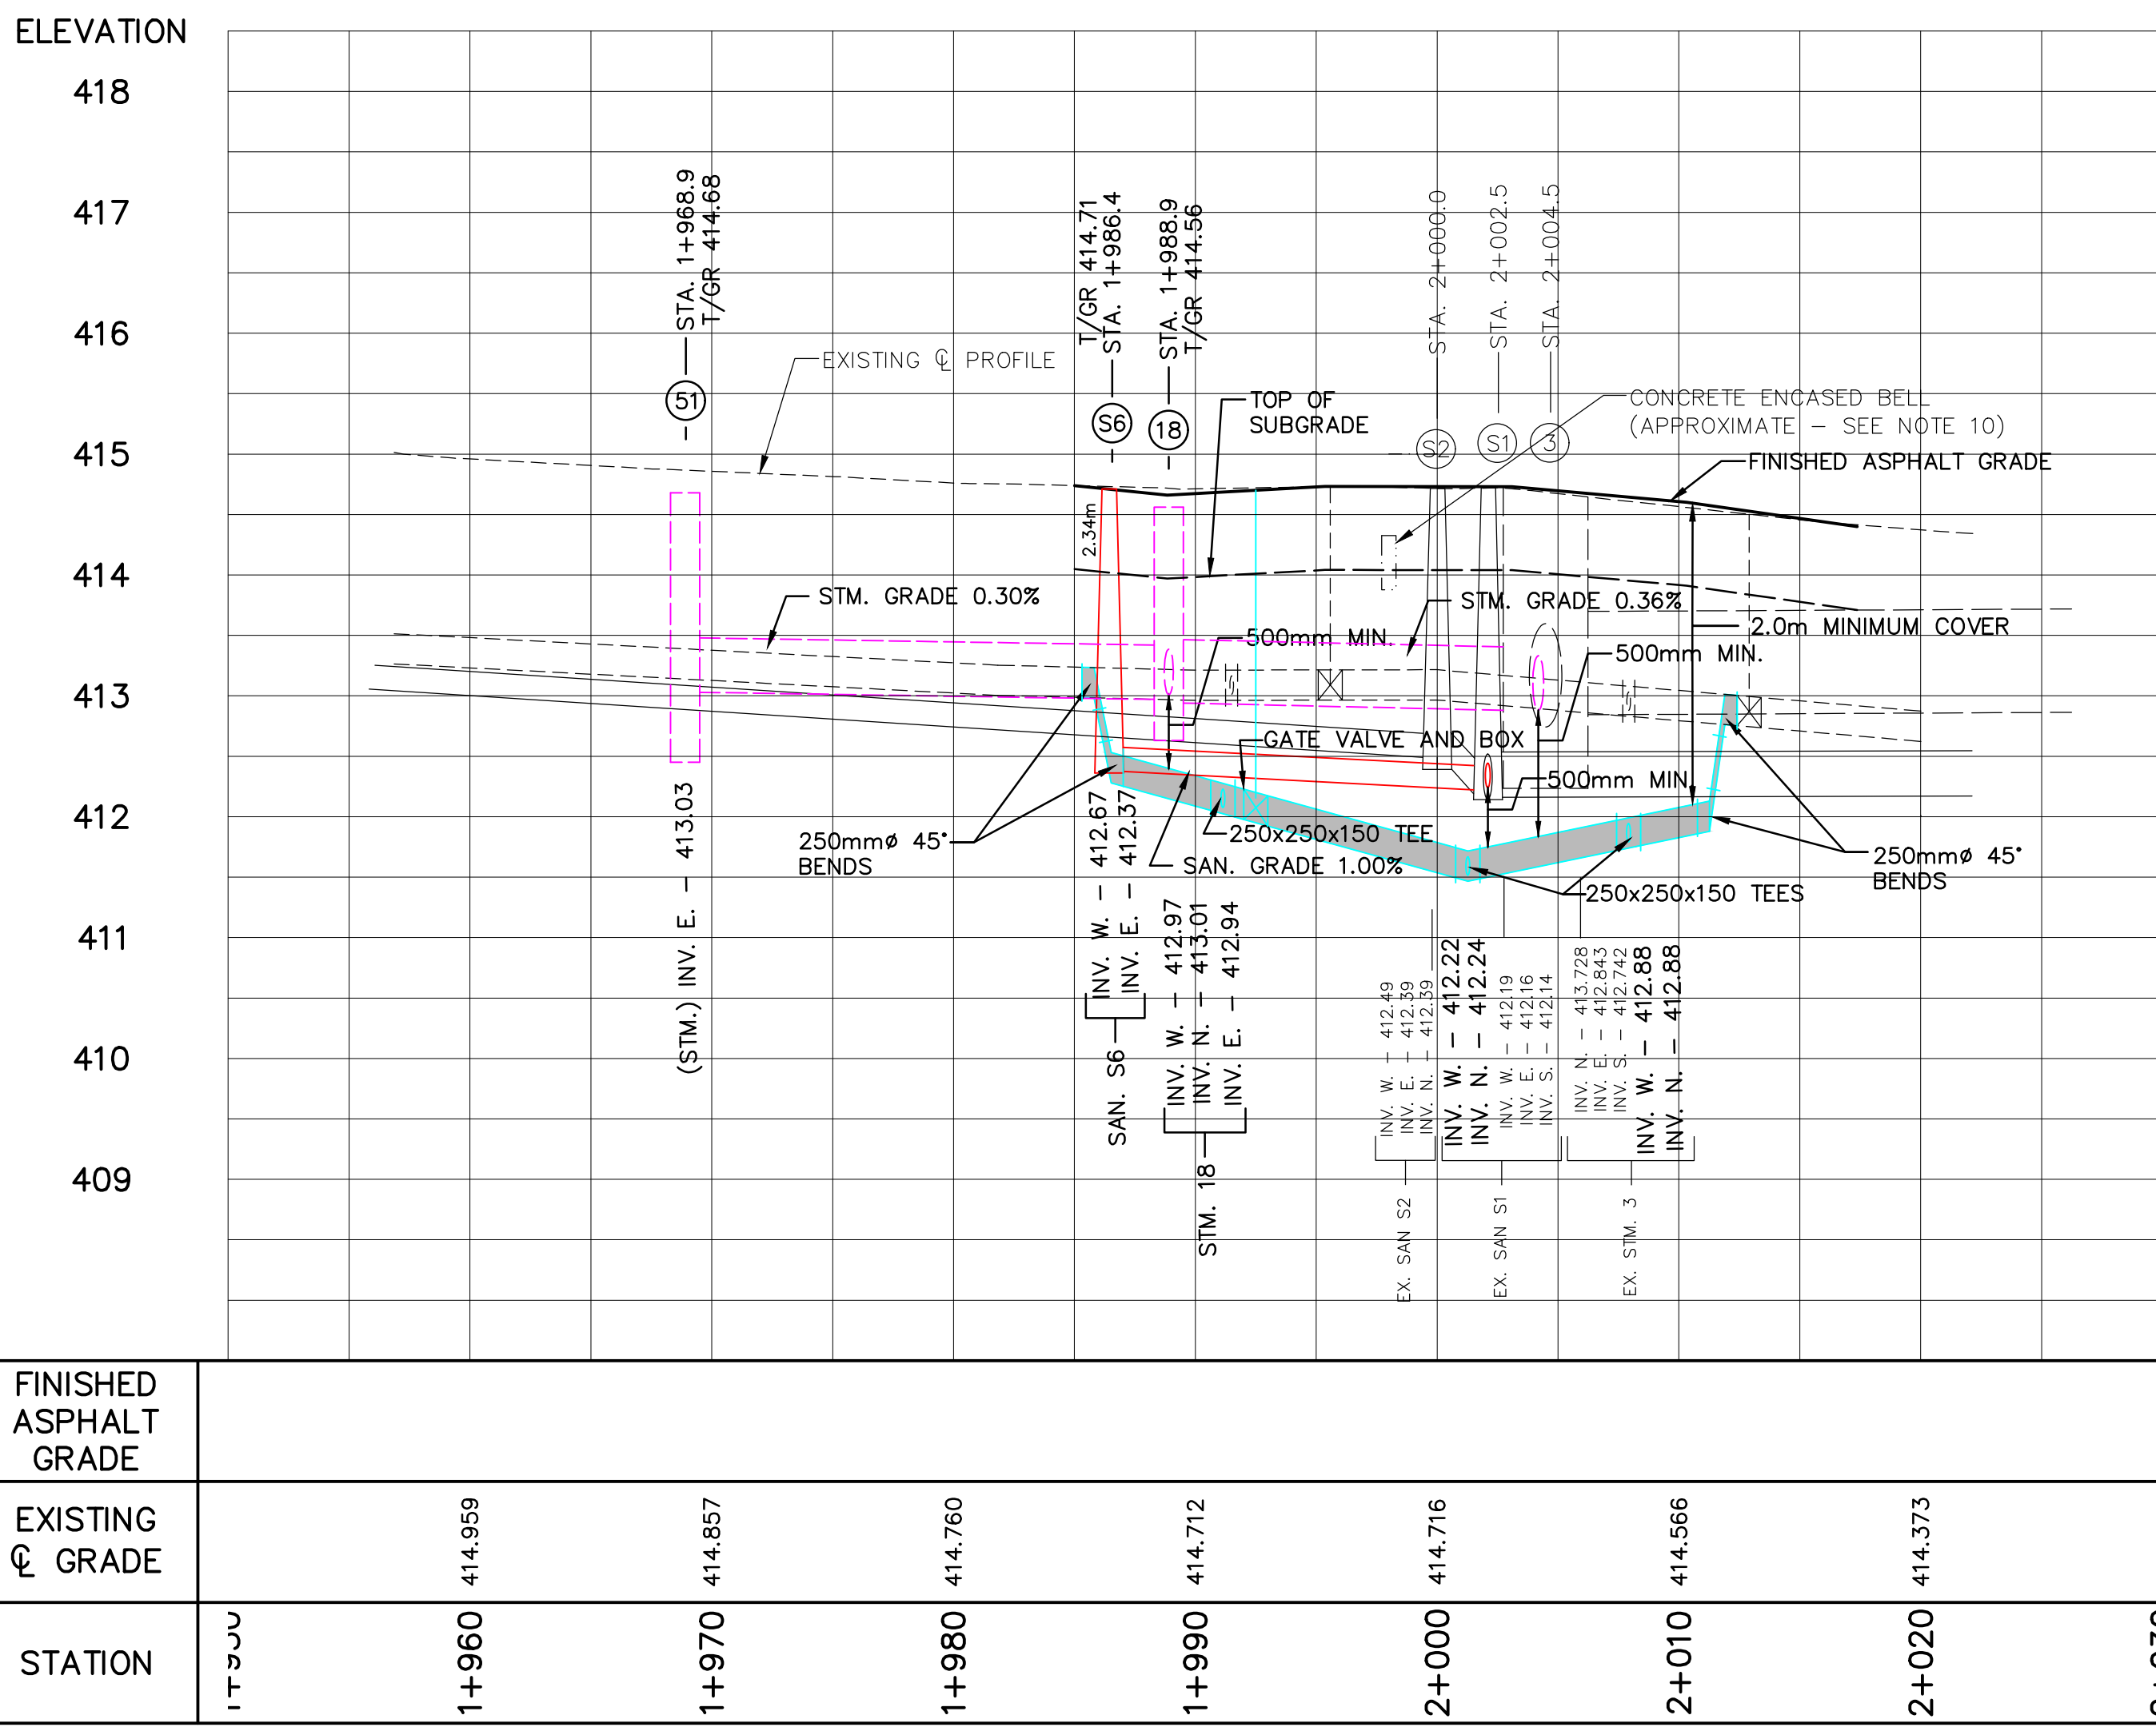 ELEVATION
418
417
416
415
414
413
412
411
410
409
STA. 1+968.9
T/GR 414.68
51
EXISTING ℄ PROFILE
T/GR 414.71
STA. 1+986.4
S6
STA. 1+988.9
T/GR 414.56
18
TOP OF
SUBGRADE
STA. 2+000.0
S2
STA. 2+002.5
S1
STA. 2+004.5
3
CONCRETE ENCASED BELL
(APPROXIMATE – SEE NOTE 10)
FINISHED ASPHALT GRADE
2.34m
STM. GRADE 0.30%
STM. GRADE 0.36%
500mm MIN.
2.0m MINIMUM COVER
500mm MIN.
GATE VALVE AND BOX
500mm MIN.
250mmø 45°
BENDS
250x250x150 TEE
SAN. GRADE 1.00%
250x250x150 TEES
250mmø 45°
BENDS
(STM.) INV. E. – 413.03
INV. W. – 412.67
INV. E. – 412.37
SAN. S6
INV. W. – 412.97
INV. N. – 413.01
INV. E. – 412.94
STM. 18
INV. W. – 412.49
INV. E. – 412.39
INV. N. – 412.39
EX. SAN S2
INV. W. – 412.22
INV. N. – 412.24
INV. W. – 412.19
INV. E. – 412.16
INV. S. – 412.14
EX. SAN S1
INV. N. – 413.728
INV. E. – 412.843
INV. S. – 412.742
INV. W. – 412.88
INV. N. – 412.88
EX. STM. 3
FINISHED
ASPHALT
GRADE
EXISTING
℄ GRADE
414.959
414.857
414.760
414.712
414.716
414.566
414.373
STATION
1+960
1+970
1+980
1+990
2+000
2+010
2+020